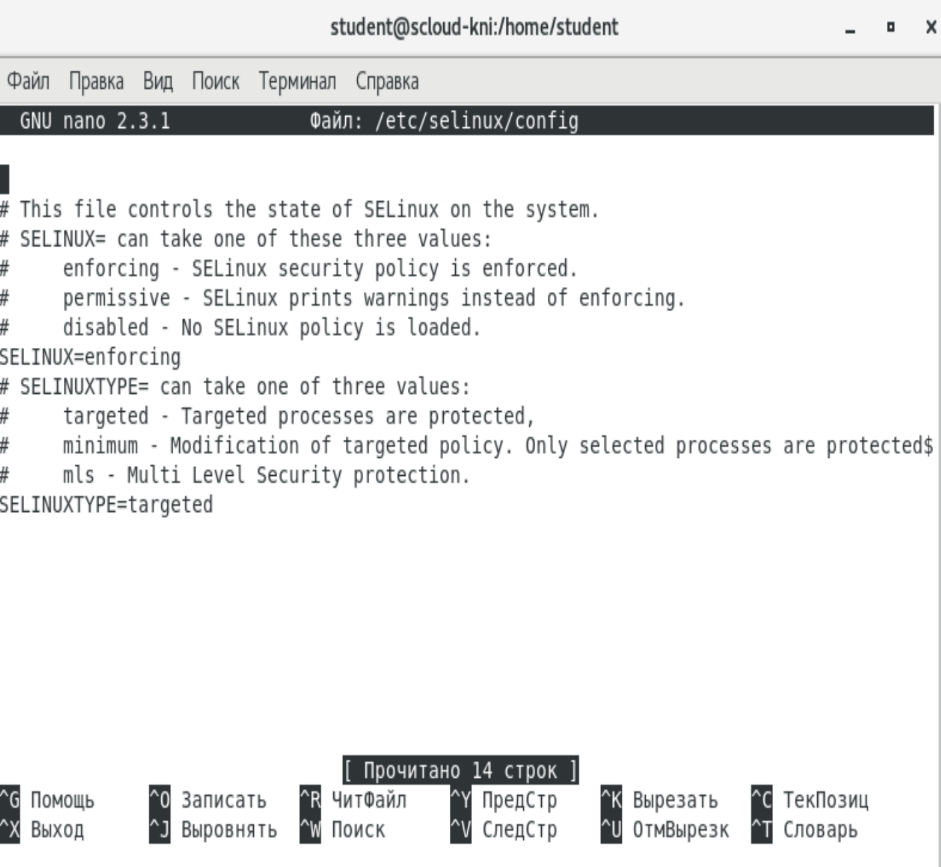 student@scloud-kni:/home/student
Файл Правка Вид Поиск Терминал Справка
GNU nano 2.3.1 Файл: /etc/selinux/config
# This file controls the state of SELinux on the system.
# SELINUX= can take one of these three values:
#     enforcing - SELinux security policy is enforced.
#     permissive - SELinux prints warnings instead of enforcing.
#     disabled - No SELinux policy is loaded.
SELINUX=enforcing
# SELINUXTYPE= can take one of three values:
#     targeted - Targeted processes are protected,
#     minimum - Modification of targeted policy. Only selected processes are protected$
#     mls - Multi Level Security protection.
SELINUXTYPE=targeted
[ Прочитано 14 строк ]
^G Помощь ^O Записать ^R ЧитФайл ^Y ПредСтр ^K Вырезать ^C ТекПозиц
^X Выход ^J Выровнять ^W Поиск ^V СледСтр ^U ОтмВырезк ^T Словарь